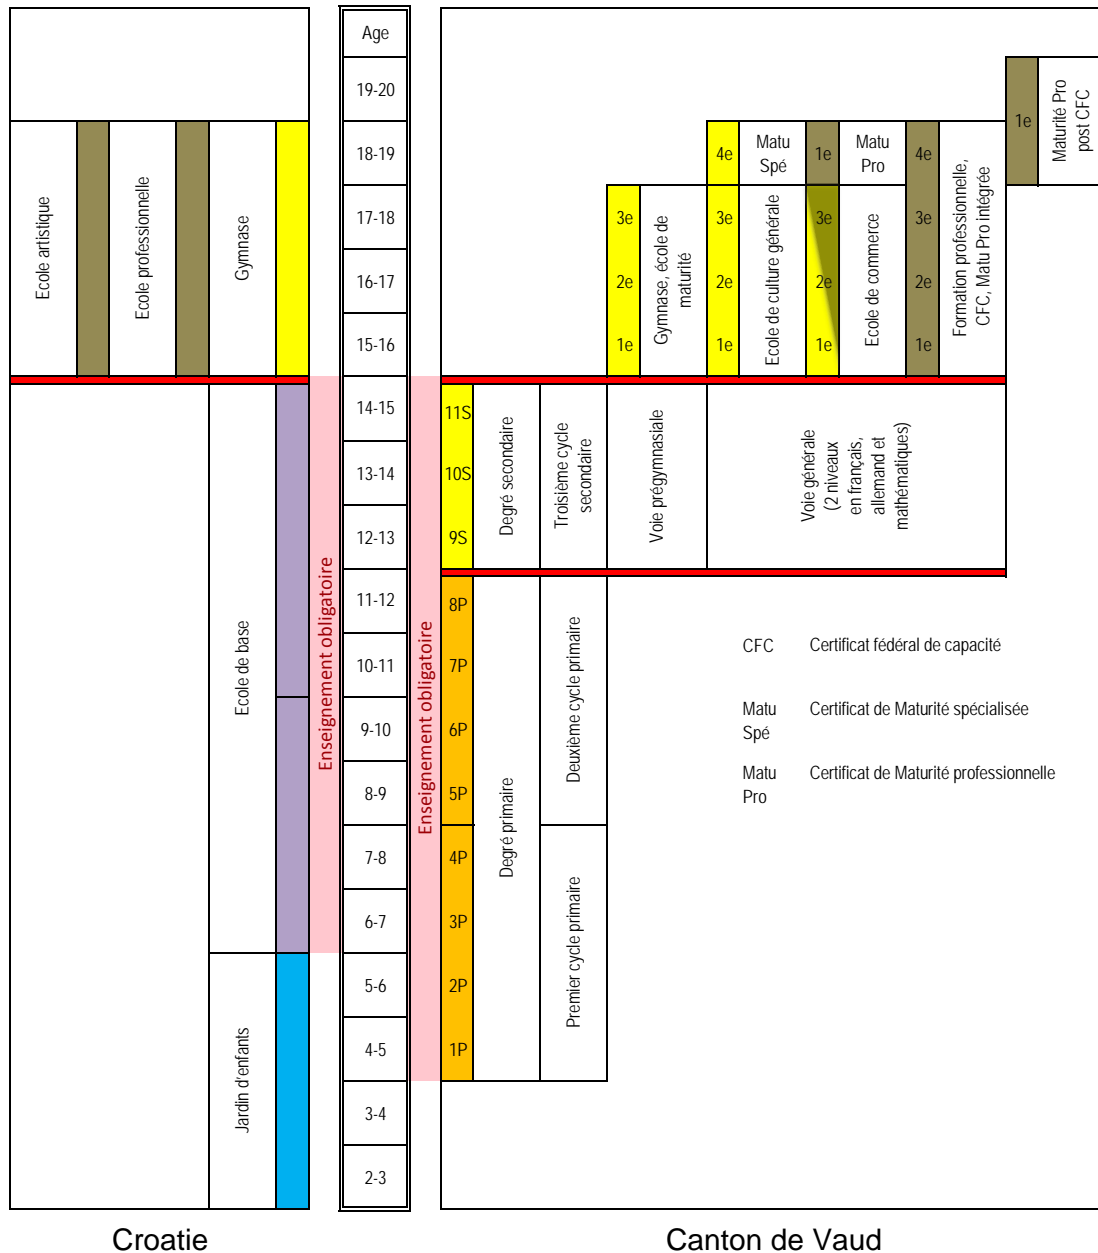 Age
19-20
18-19
17-18
16-17
15-16
14-15
13-14
12-13
11-12
10-11
9-10
8-9
7-8
6-7
5-6
4-5
3-4
2-3
Ecole artistique
Ecole professionnelle
Gymnase
Ecole de base
Jardin d'enfants
Enseignement obligatoire
Enseignement obligatoire
1e
Maturité Pro
post CFC
4e
Matu
Spé
1e
Matu
Pro
4e
3e
2e
1e
Gymnase, école de
maturité
3e
2e
1e
Ecole de culture générale
3e
2e
1e
Ecole de commerce
3e
2e
1e
Formation professionnelle,
CFC, Matu Pro intégrée
11S
10S
9S
Degré secondaire
Troisième cycle
secondaire
Voie prégymnasiale
Voie générale
(2 niveaux
en français,
allemand et
mathématiques)
8P
7P
6P
5P
4P
3P
2P
1P
Degré primaire
Deuxième cycle primaire
Premier cycle primaire
CFC Certificat fédéral de capacité
Matu Certificat de Maturité spécialisée
Spé
Matu Certificat de Maturité professionnelle
Pro
Croatie
Canton de Vaud